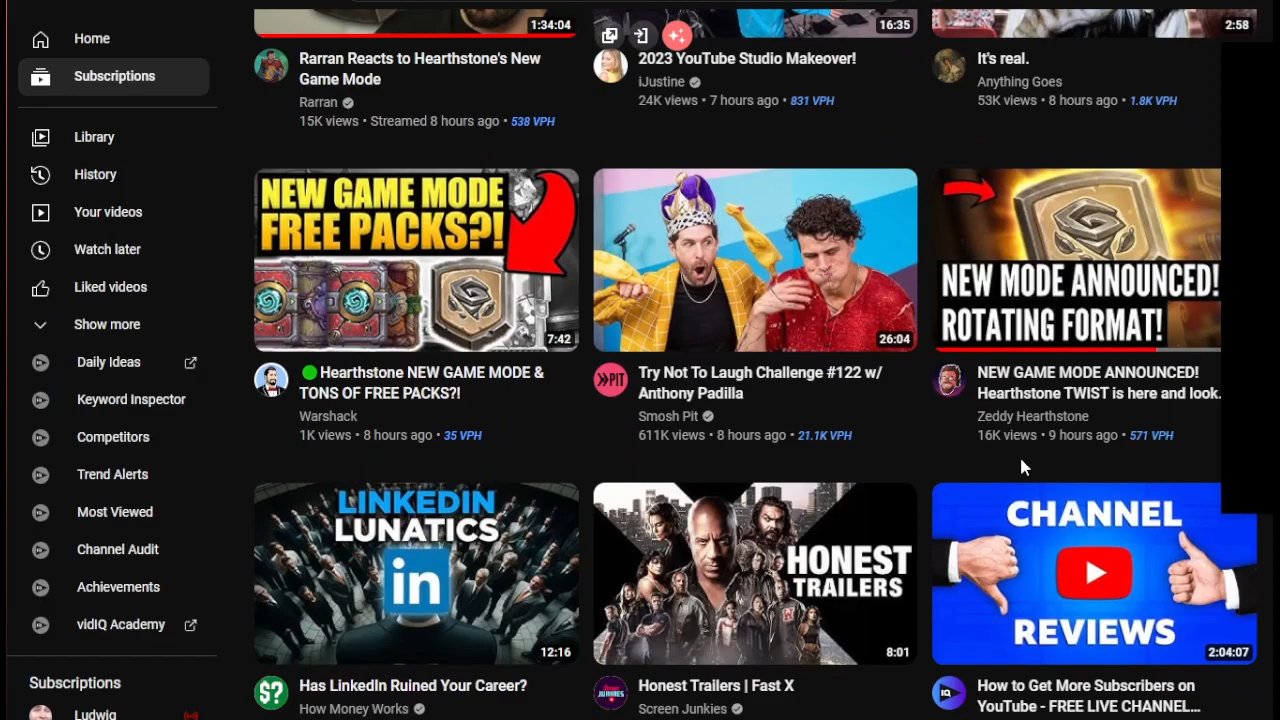 Home
Subscriptions
Library
History
Your videos
Watch later
Liked videos
Show more
Daily Ideas
Keyword Inspector
Competitors
Trend Alerts
Most Viewed
Channel Audit
Achievements
vidIQ Academy
Subscriptions
Ludwig
1:34:04
Rarran Reacts to Hearthstone's New
Game Mode
Rarran
15K views • Streamed 8 hours ago • 538 VPH
16:35
2023 YouTube Studio Makeover!
iJustine
24K views • 7 hours ago • 831 VPH
2:58
It's real.
Anything Goes
53K views • 8 hours ago • 1.8K VPH
NEW GAME MODE
FREE PACKS?!
7:42
Hearthstone NEW GAME MODE &
TONS OF FREE PACKS?!
Warshack
1K views • 8 hours ago • 35 VPH
26:04
PIT
Try Not To Laugh Challenge #122 w/
Anthony Padilla
Smosh Pit
611K views • 8 hours ago • 21.1K VPH
NEW MODE ANNOUNCED!
ROTATING FORMAT!
NEW GAME MODE ANNOUNCED!
Hearthstone TWIST is here and look.
Zeddy Hearthstone
16K views • 9 hours ago • 571 VPH
LINKEDIN
LUNATICS
in
12:16
Has LinkedIn Ruined Your Career?
How Money Works
HONEST
TRAILERS
8:01
Honest Trailers | Fast X
Screen Junkies
CHANNEL
REVIEWS
2:04:07
IQ
How to Get More Subscribers on
YouTube - FREE LIVE CHANNEL...